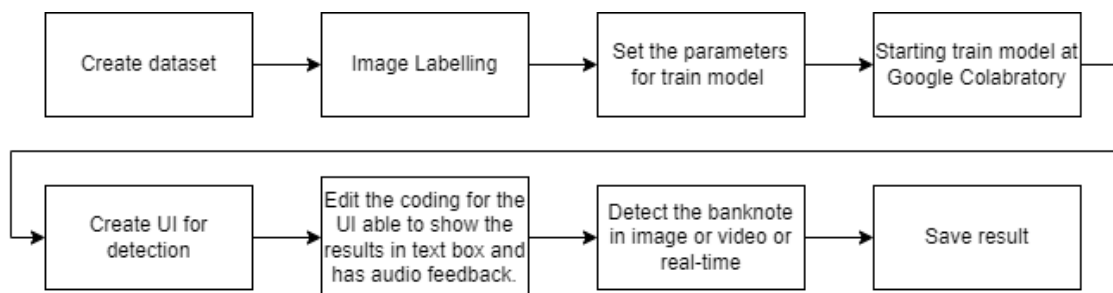 Create dataset
Image Labelling
Set the parameters
for train model
Starting train model at
Google Colabratory
Create UI for
detection
Edit the coding for the
UI able to show the
results in text box and
has audio feedback.
Detect the banknote
in image or video or
real-time
Save result